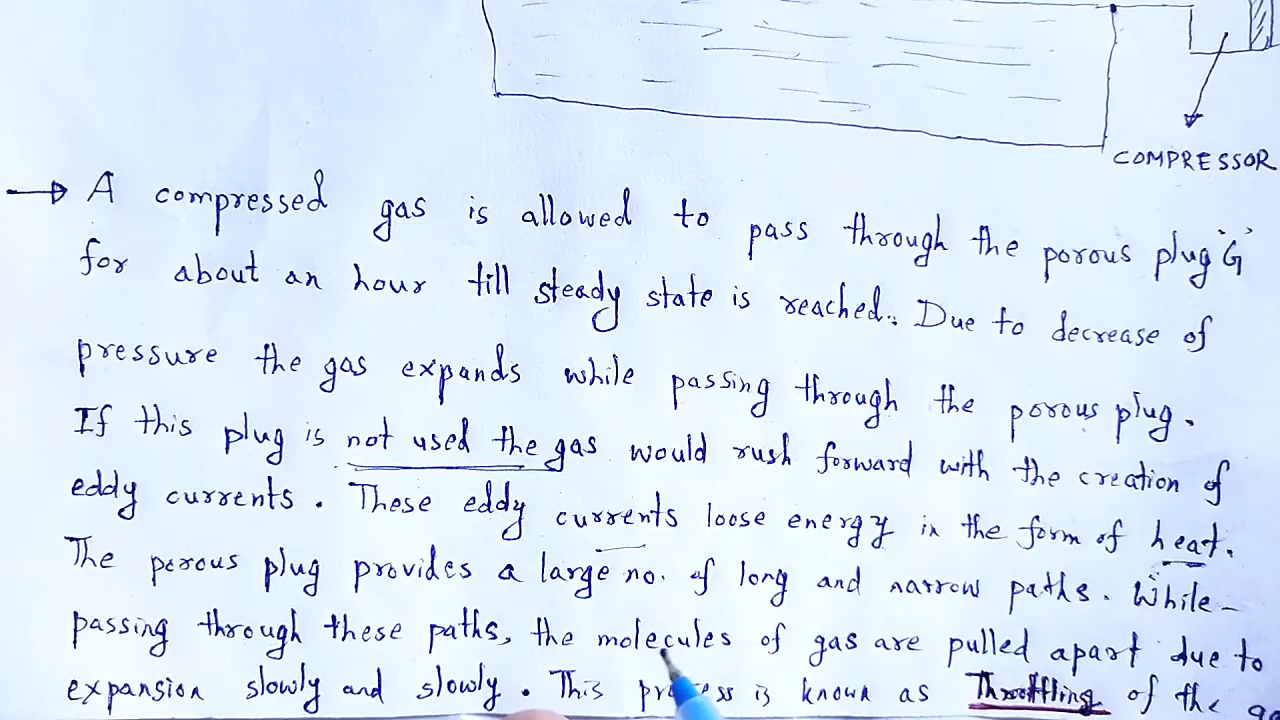 COMPRESSOR
→ A compressed gas is allowed to pass through the porous plug 'G'
for about an hour till steady state is reached. Due to decrease of
pressure the gas expands while passing through the porous plug.
If this plug is not used the gas would rush forward with the creation of
eddy currents. These eddy currents loose energy in the form of heat.
The porous plug provides a large no. of long and narrow paths. While
passing through these paths, the molecules of gas are pulled apart due to
expansion slowly and slowly. This process is known as Throttling of the